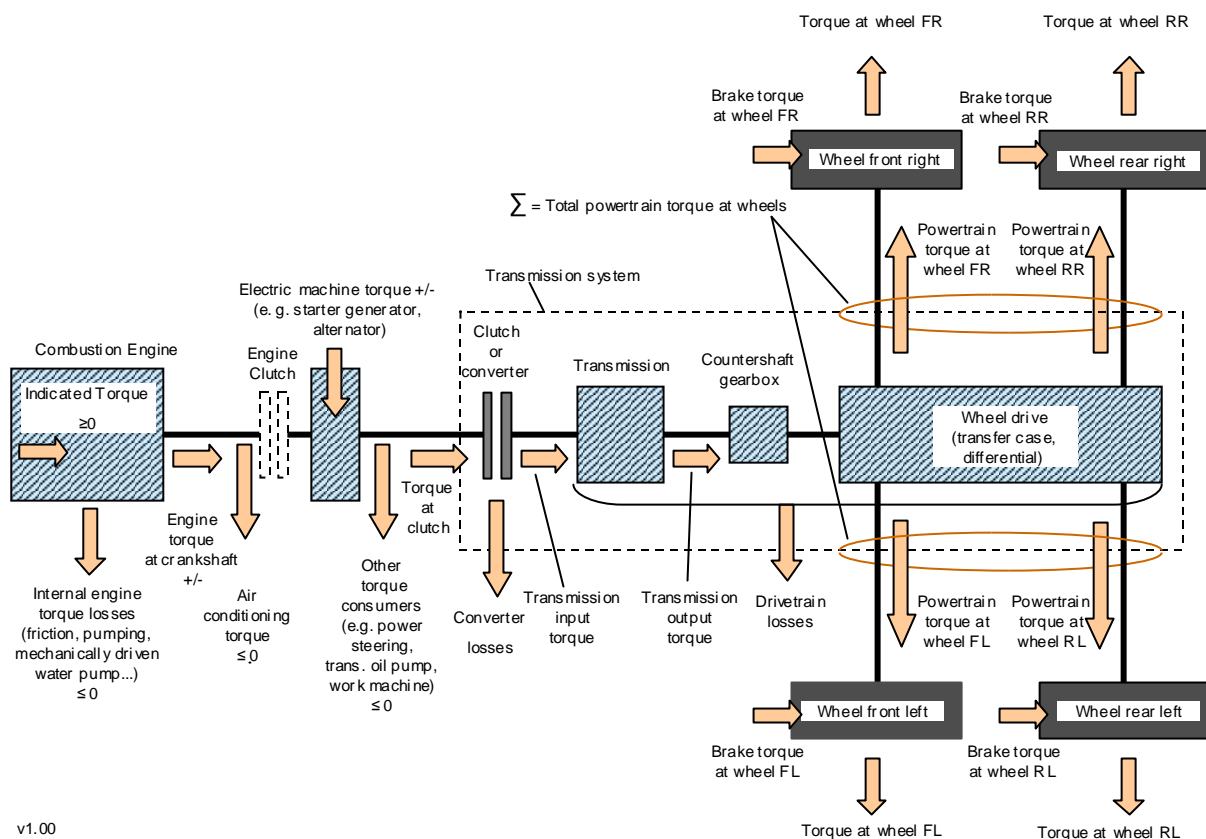 Torque at wheel FR
Torque at wheel RR
Brake torque
at wheel FR
Brake torque
at wheel RR
Wheel front right
Wheel rear right
∑ = Total powertrain torque at wheels
Powertrain
torque at
wheel FR
Powertrain
torque at
wheel RR
Transmission system
Electric machine torque +/-
(e. g. starter generator,
alternator)
Combustion Engine
Engine
Clutch
Clutch
or
converter
Transmission
Countershaft
gearbox
Indicated Torque
≥0
Wheel drive
(transfer case,
differential)
Torque
at
clutch
Engine
torque
at crankshaft
+/-
Internal engine
torque losses
(friction, pumping,
mechanically driven
water pump...)
≤ 0
Air
conditioning
torque
≤ 0
Other
torque
consumers
(e.g. power
steering,
trans. oil pump,
work machine)
≤ 0
Converter
losses
Transmission
input
torque
Transmission
output
torque
Drivetrain
losses
Powertrain
torque at
wheel FL
Powertrain
torque at
wheel RL
Wheel front left
Wheel rear left
Brake torque
at wheel FL
Brake torque
at wheel RL
Torque at wheel FL
Torque at wheel RL
v1.00